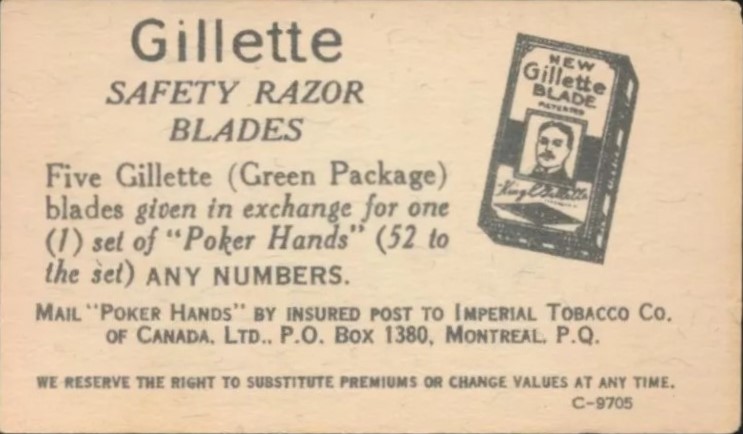 Gillette
SAFETY RAZOR
BLADES
Five Gillette (Green Package)
blades given in exchange for one
(1) set of "Poker Hands" (52 to
the set) ANY NUMBERS.
MAIL "POKER HANDS" BY INSURED POST TO IMPERIAL TOBACCO CO.
OF CANADA, LTD., P.O. BOX 1380, MONTREAL, P.Q.
WE RESERVE THE RIGHT TO SUBSTITUTE PREMIUMS OR CHANGE VALUES AT ANY TIME.
C-9705
NEW
Gillette
BLADE
PATENTED
King C Gillette